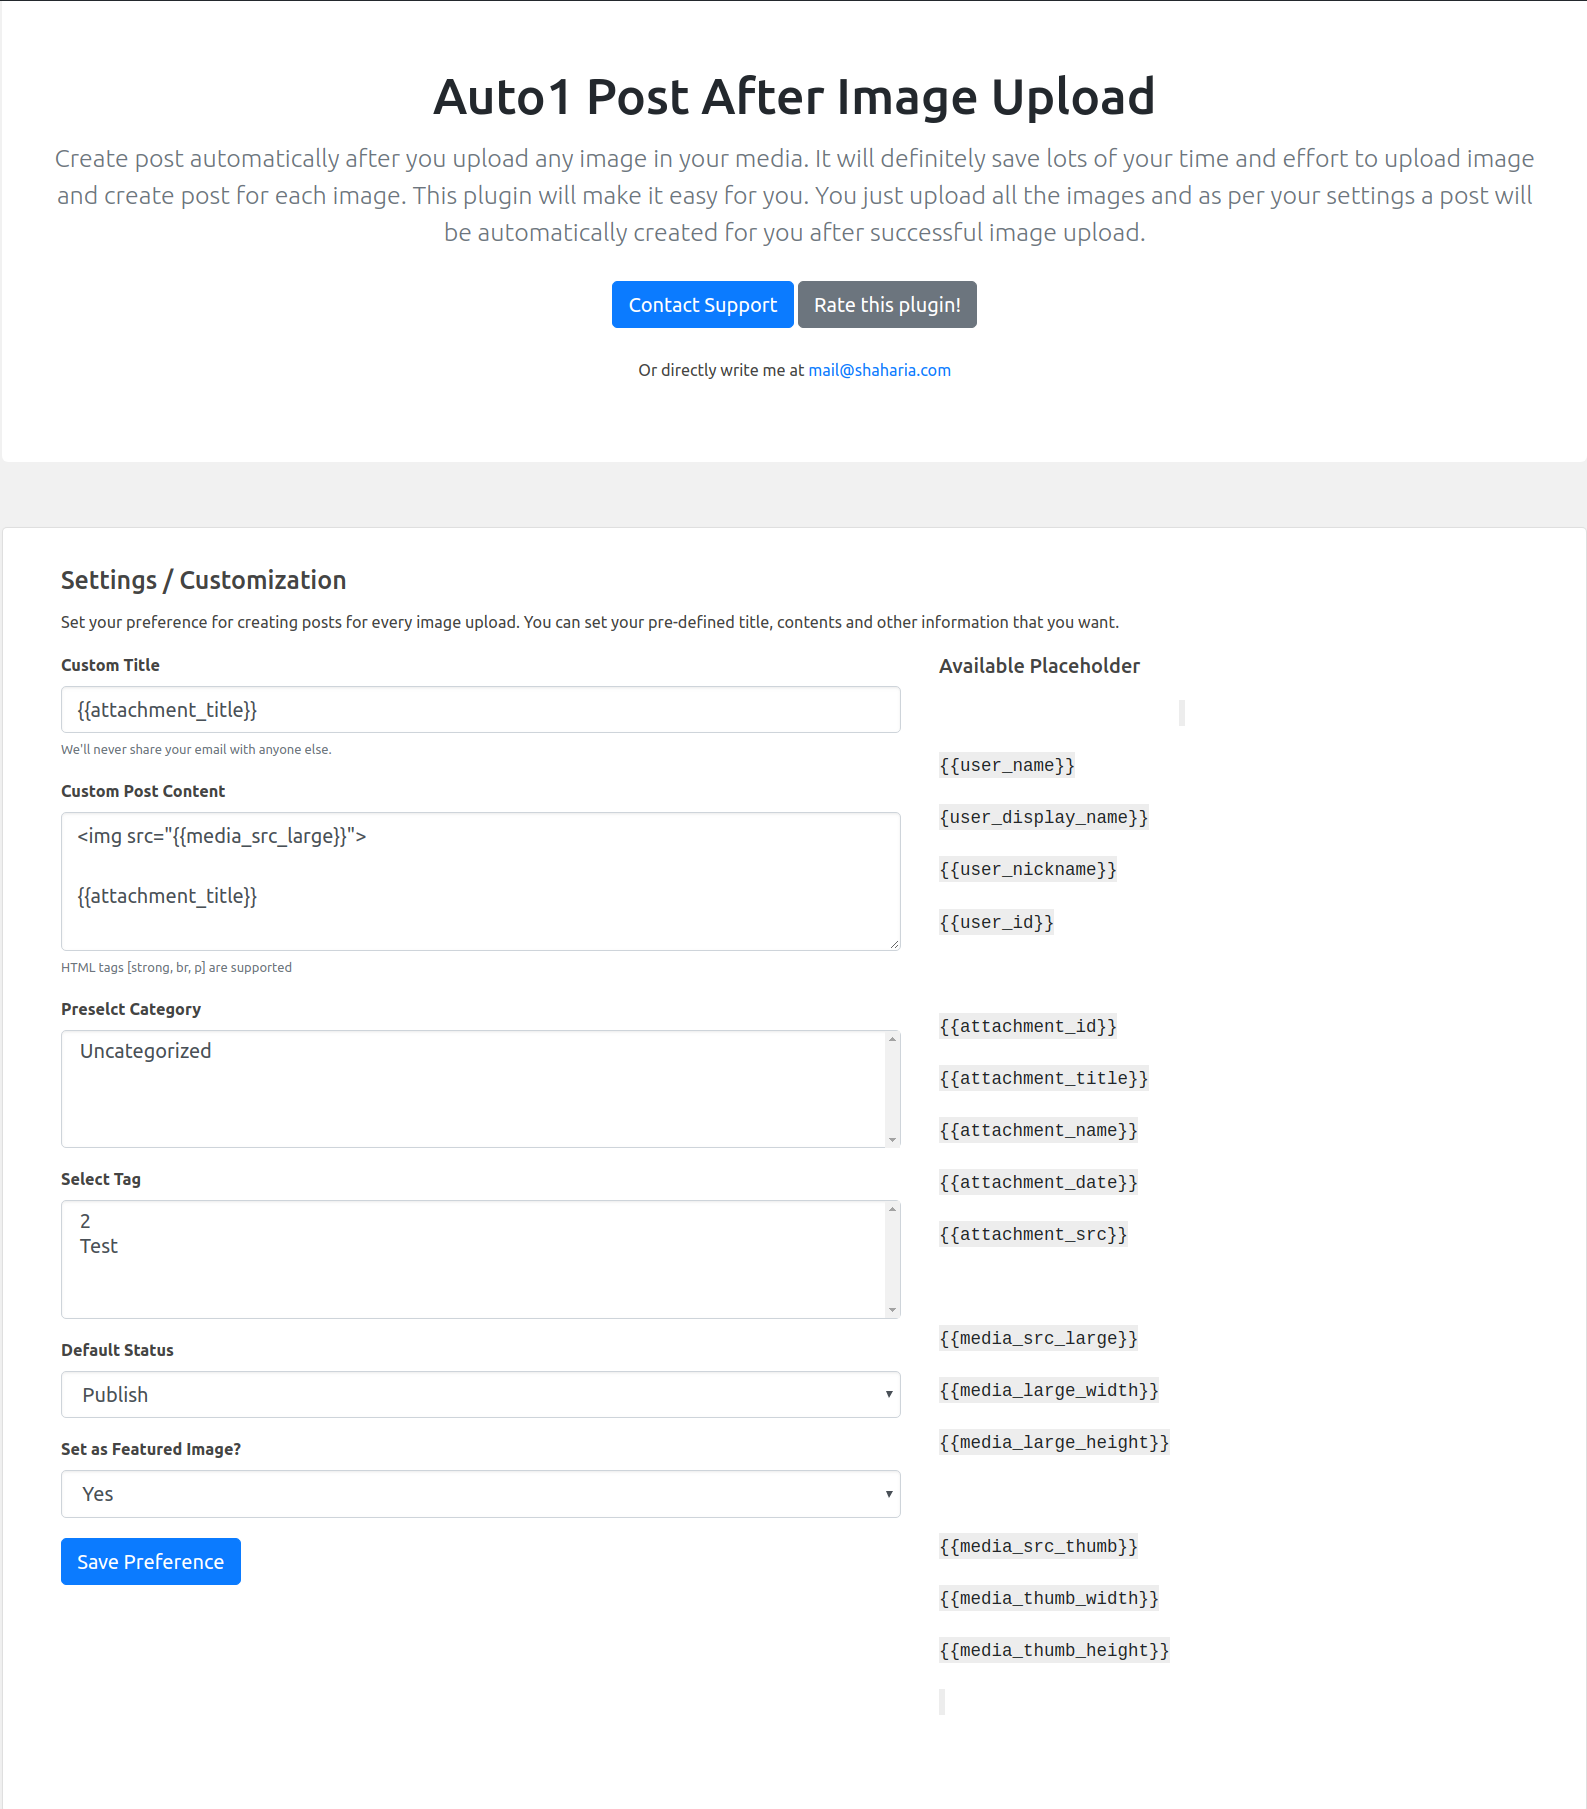 Auto1 Post After Image Upload
Create post automatically after you upload any image in your media. It will definitely save lots of your time and effort to upload image
and create post for each image. This plugin will make it easy for you. You just upload all the images and as per your settings a post will
be automatically created for you after successful image upload.
Contact Support
Rate this plugin!
Or directly write me at mail@shaharia.com
Settings / Customization
Set your preference for creating posts for every image upload. You can set your pre-defined title, contents and other information that you want.
Custom Title
{{attachment_title}}
We'll never share your email with anyone else.
Custom Post Content
<img src="{{media_src_large}}">
{{attachment_title}}
HTML tags [strong, br, p] are supported
Preselct Category
Uncategorized
Select Tag
2
Test
Default Status
Publish
Set as Featured Image?
Yes
Save Preference
Available Placeholder
{{user_name}}
{user_display_name}}
{{user_nickname}}
{{user_id}}
{{attachment_id}}
{{attachment_title}}
{{attachment_name}}
{{attachment_date}}
{{attachment_src}}
{{media_src_large}}
{{media_large_width}}
{{media_large_height}}
{{media_src_thumb}}
{{media_thumb_width}}
{{media_thumb_height}}